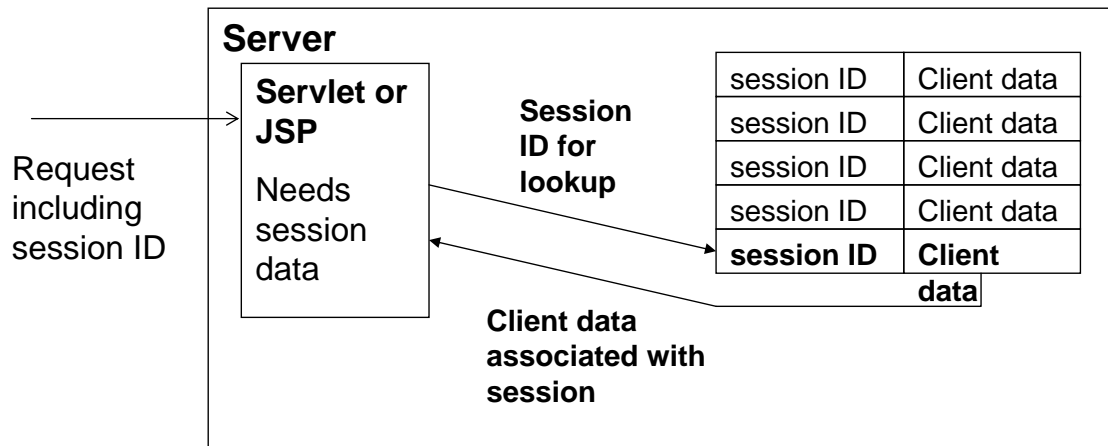 Server
Request
including
session ID
Servlet or
JSP
Needs
session
data
Session
ID for
lookup
Client data
associated with
session
session ID Client data
session ID Client data
session ID Client data
session ID Client data
session ID Client
data